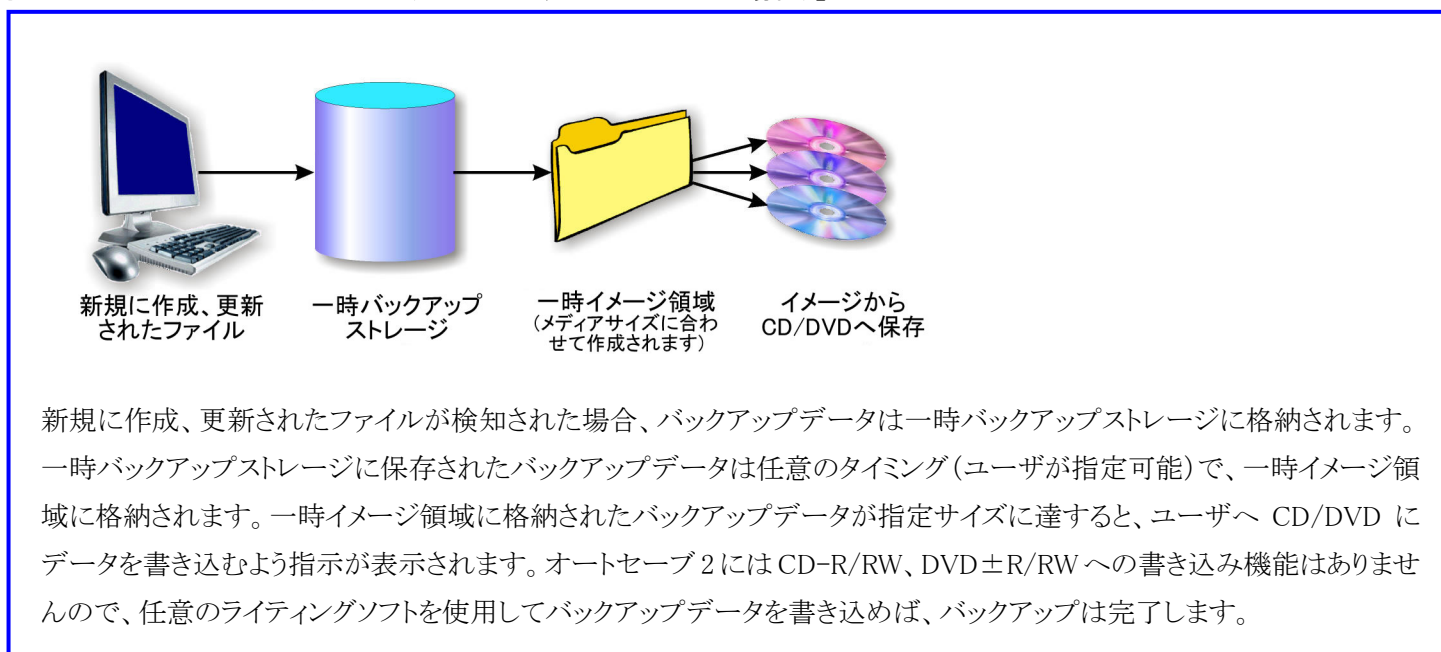 新規に作成、更新
されたファイル
一時バックアップ
ストレージ
一時イメージ領域
(メディアサイズに合わ
せて作成されます)
イメージから
CD/DVDへ保存
新規に作成、更新されたファイルが検知された場合、バックアップデータは一時バックアップストレージに格納されます。
一時バックアップストレージに保存されたバックアップデータは任意のタイミング(ユーザが指定可能)で、一時イメージ領
域に格納されます。一時イメージ領域に格納されたバックアップデータが指定サイズに達すると、ユーザへ CD/DVD に
データを書き込むよう指示が表示されます。オートセーブ2には CD-R/RW、DVD±R/RW への書き込み機能はありませ
んので、任意のライティングソフトを使用してバックアップデータを書き込めば、バックアップは完了します。